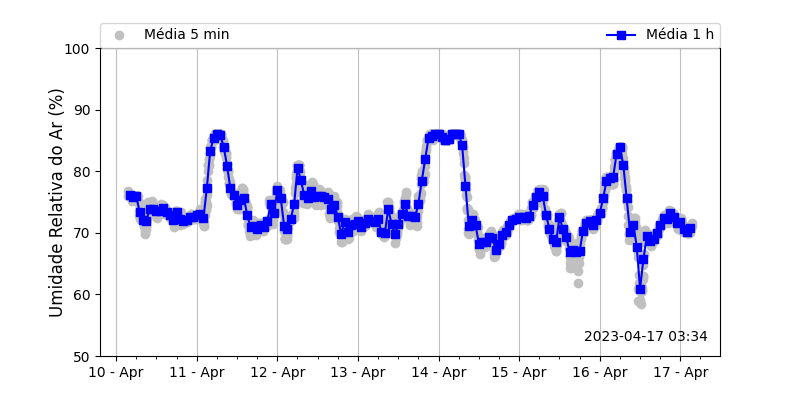 Média 5 min
Média 1 h
Umidade Relativa do Ar (%)
100
90
80
70
60
50
2023-04-17 03:34
10 - Apr
11 - Apr
12 - Apr
13 - Apr
14 - Apr
15 - Apr
16 - Apr
17 - Apr